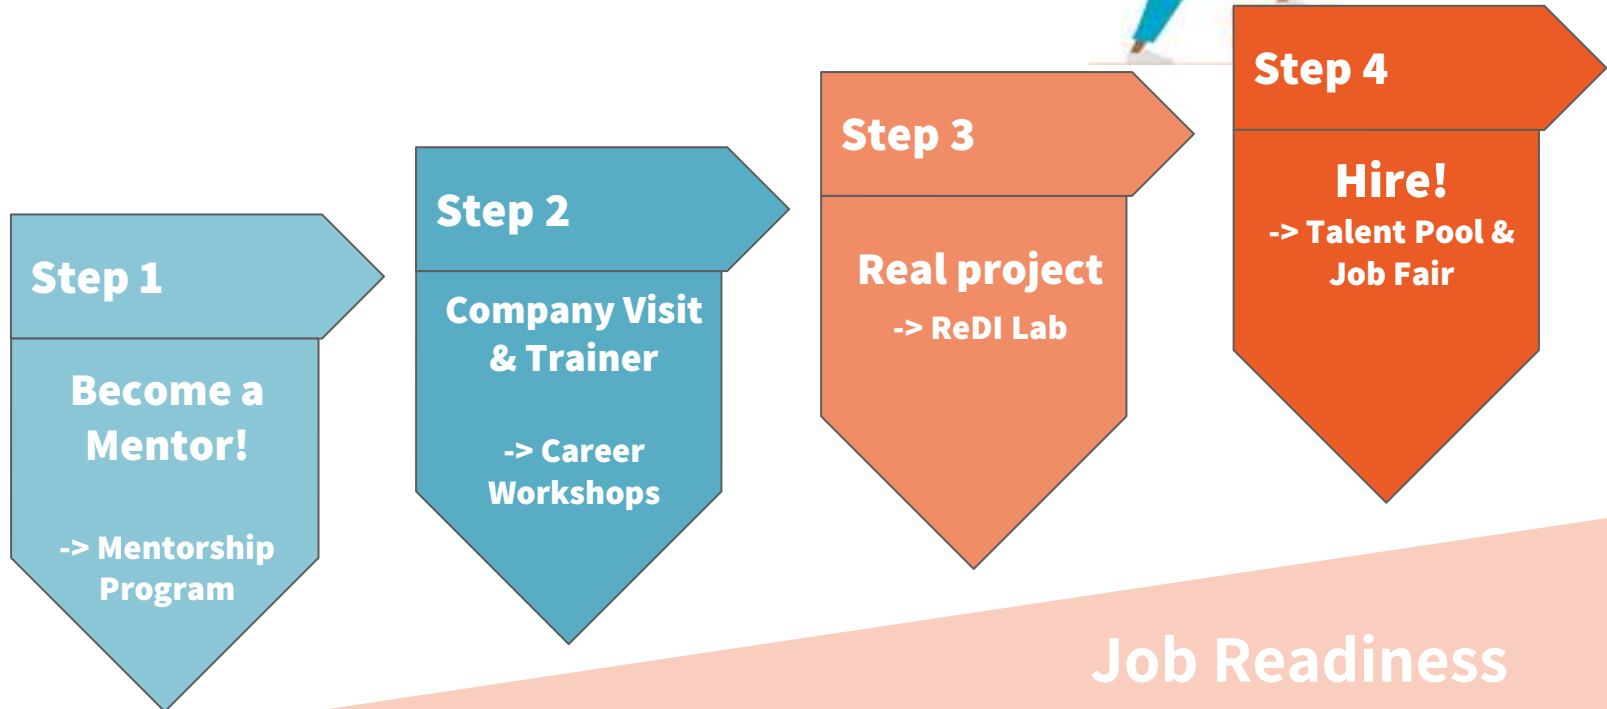 Step 1
Become a
Mentor!
-> Mentorship
Program
Step 2
Company Visit
& Trainer
-> Career
Workshops
Step 3
Real project
-> ReDI Lab
Step 4
Hire!
-> Talent Pool &
Job Fair
Job Readiness